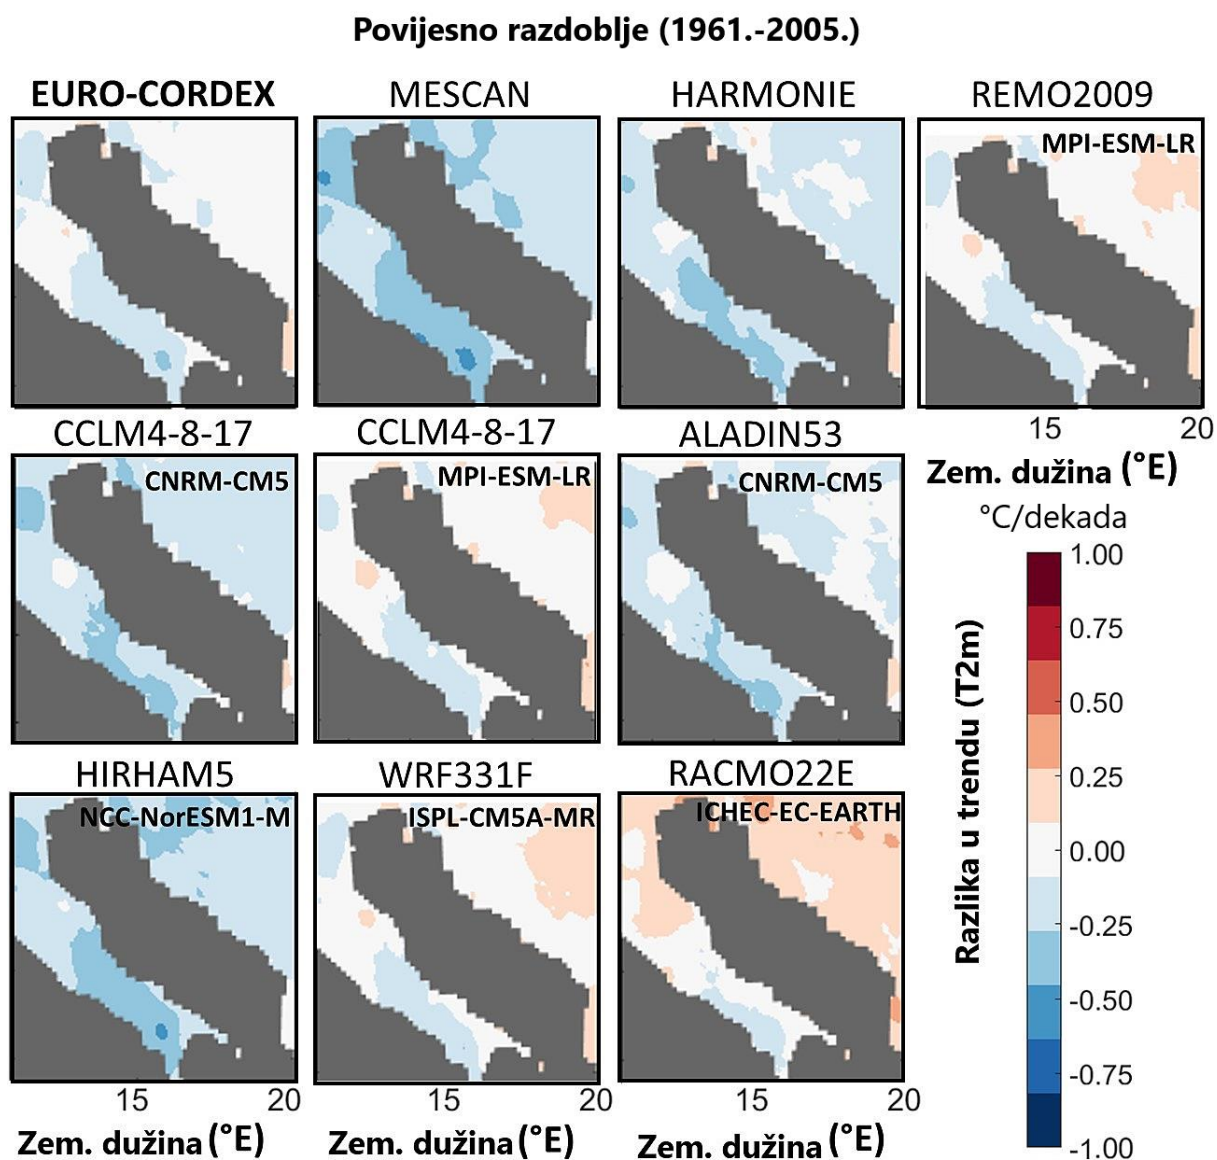 Povijesno razdoblje (1961.-2005.)
EURO-CORDEX MESCAN HARMONIE REMO2009
MPI-ESM-LR
15 20
Zem. dužina (°E)
CCLM4-8-17 CCLM4-8-17 ALADIN53
CNRM-CM5 MPI-ESM-LR CNRM-CM5
°C/dekada
1.00
0.75
0.50
0.25
0.00
-0.25
-0.50
-0.75
-1.00
Razlika u trendu (T2m)
HIRHAM5 WRF331F RACMO22E
NCC-NorESM1-M ISPL-CM5A-MR ICHEC-EC-EARTH
15 20 15 20 15 20
Zem. dužina (°E) Zem. dužina (°E) Zem. dužina (°E)